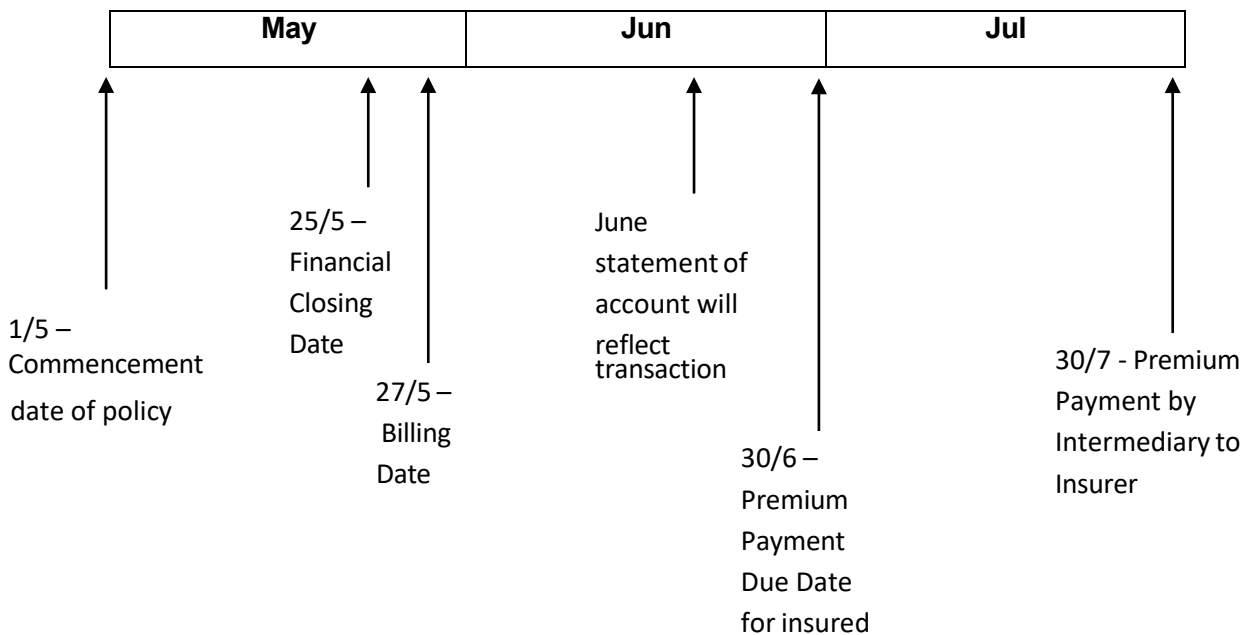 May
Jun
Jul
1/5 –
Commencement
date of policy
25/5 –
Financial
Closing
Date
27/5 –
Billing
Date
June
statement of
account will
reflect
transaction
30/6 –
Premium
Payment
Due Date
for insured
30/7 - Premium
Payment by
Intermediary to
Insurer